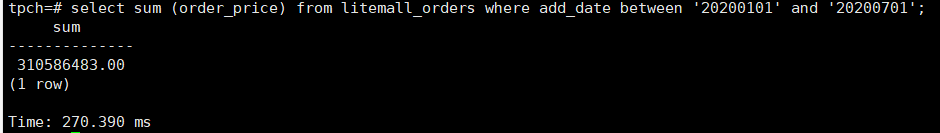 tpch=# select sum (order_price) from litemall_orders where add_date between '20200101' and '20200701';
sum
--------------
310586483.00
(1 row)
Time: 270.390 ms